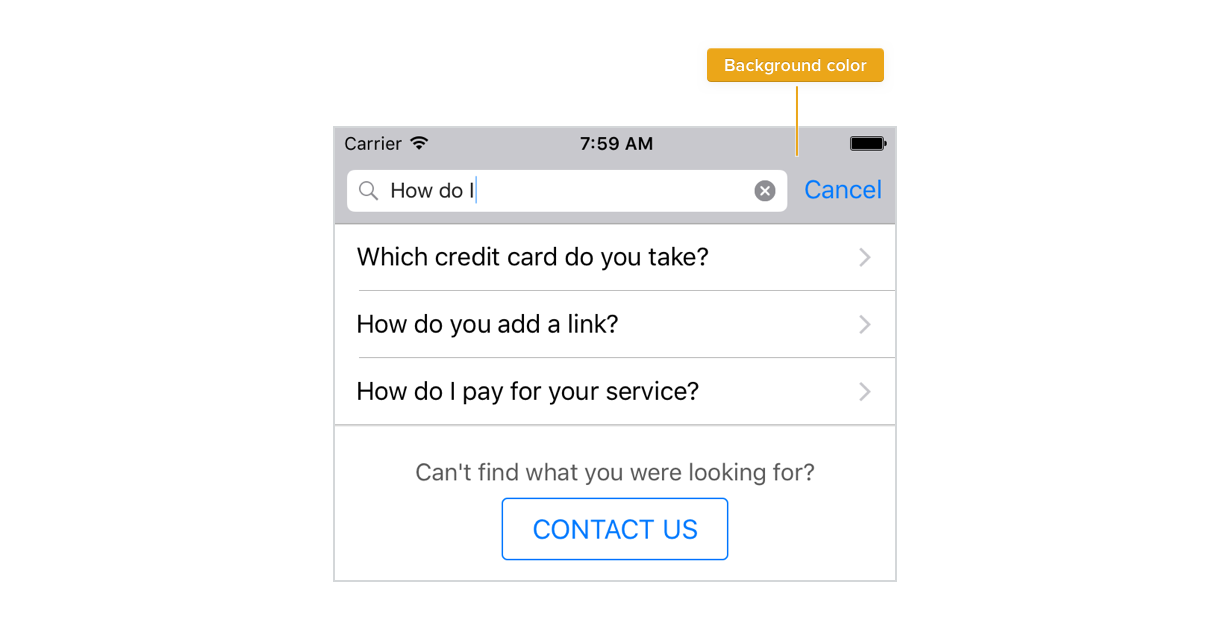 Background color
Carrier 7:59 AM
How do I Cancel
Which credit card do you take?
How do you add a link?
How do I pay for your service?
Can't find what you were looking for?
CONTACT US